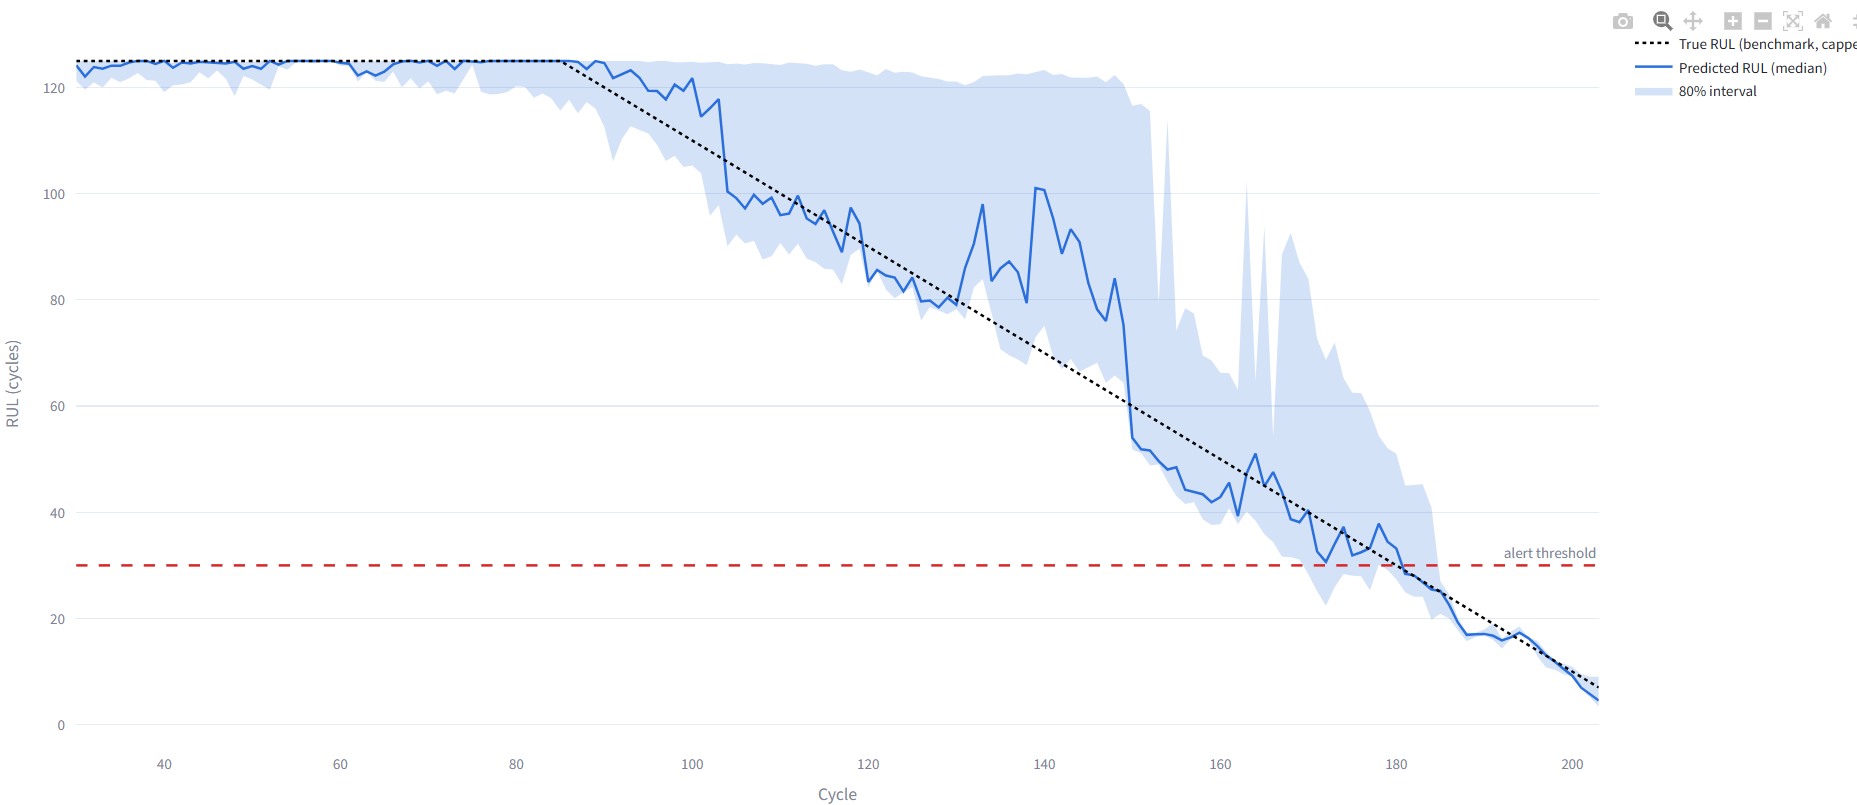 True RUL (benchmark, cappe
Predicted RUL (median)
80% interval
120
100
80
60
40
20
0
RUL (cycles)
alert threshold
40
60
80
100
120
140
160
180
200
Cycle